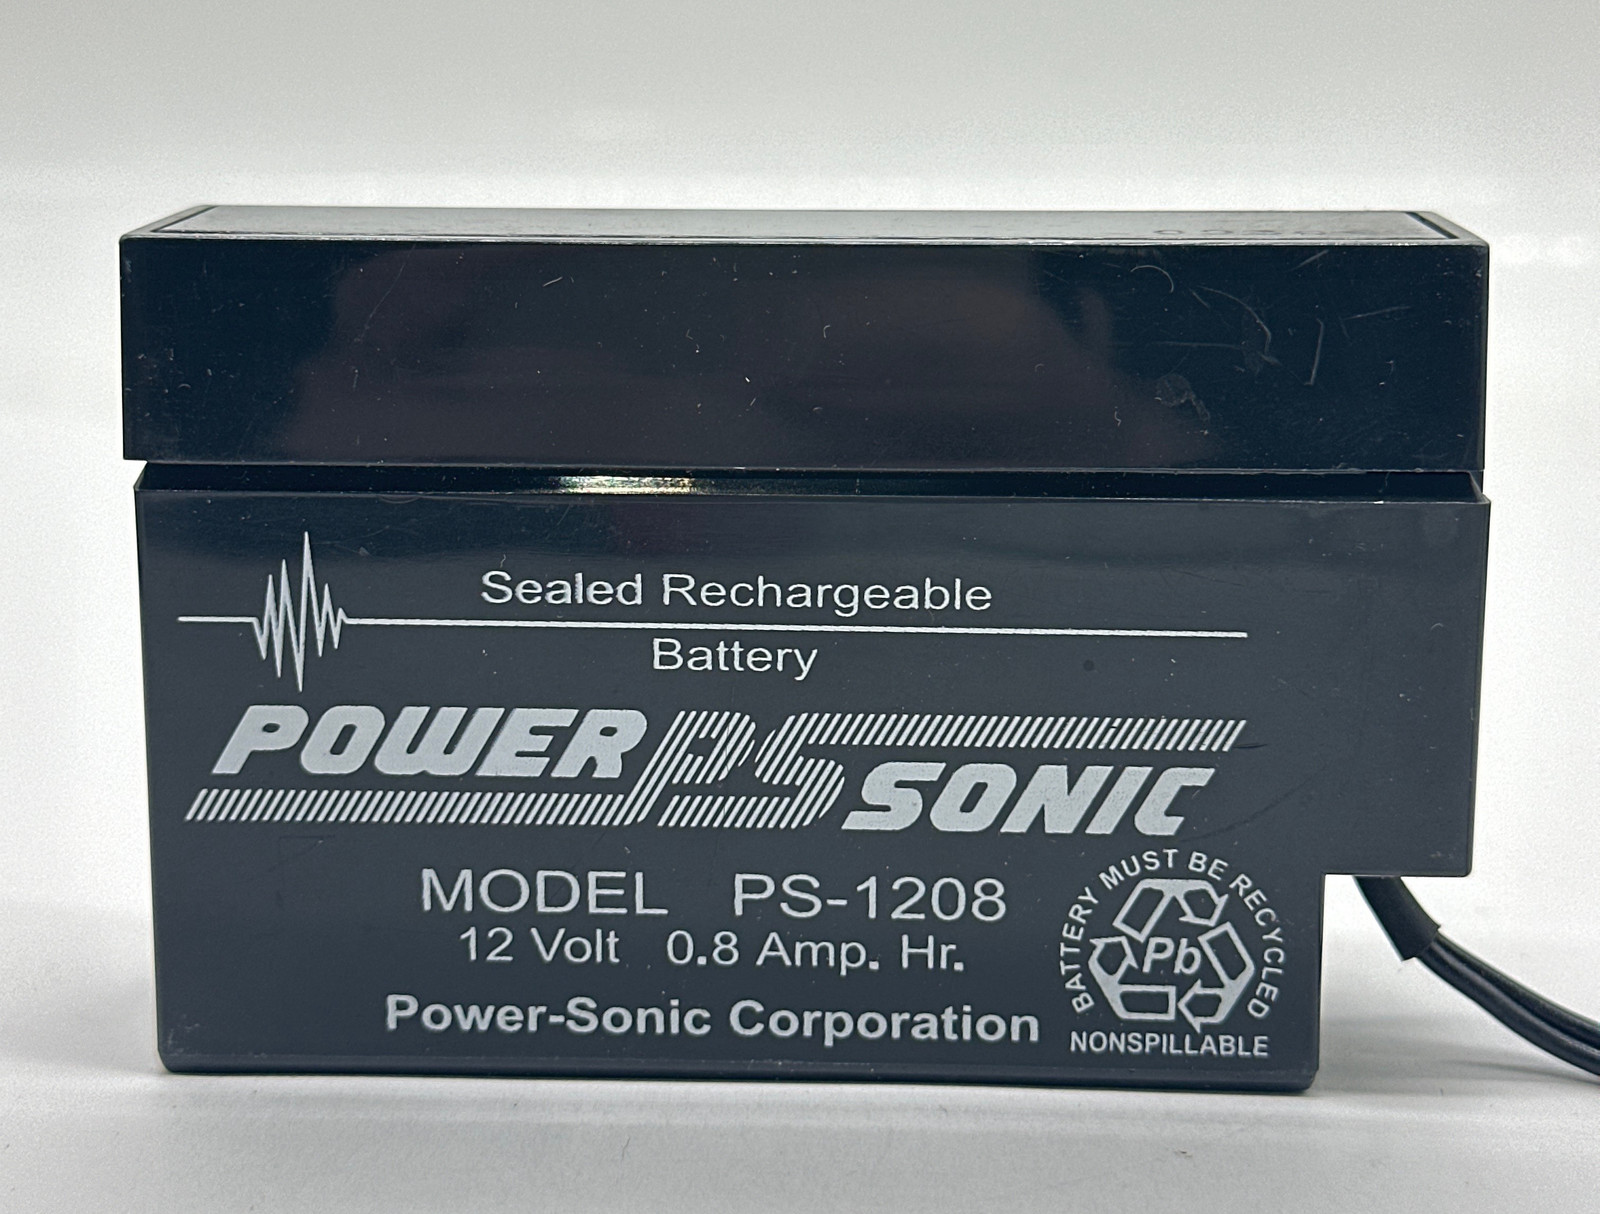 Sealed Rechargeable
Battery
POWER PS SONIC
MODEL PS-1208
12 Volt 0.8 Amp. Hr.
Power-Sonic Corporation
BATTERY MUST BE RECYCLED
Pb
NONSPILLABLE